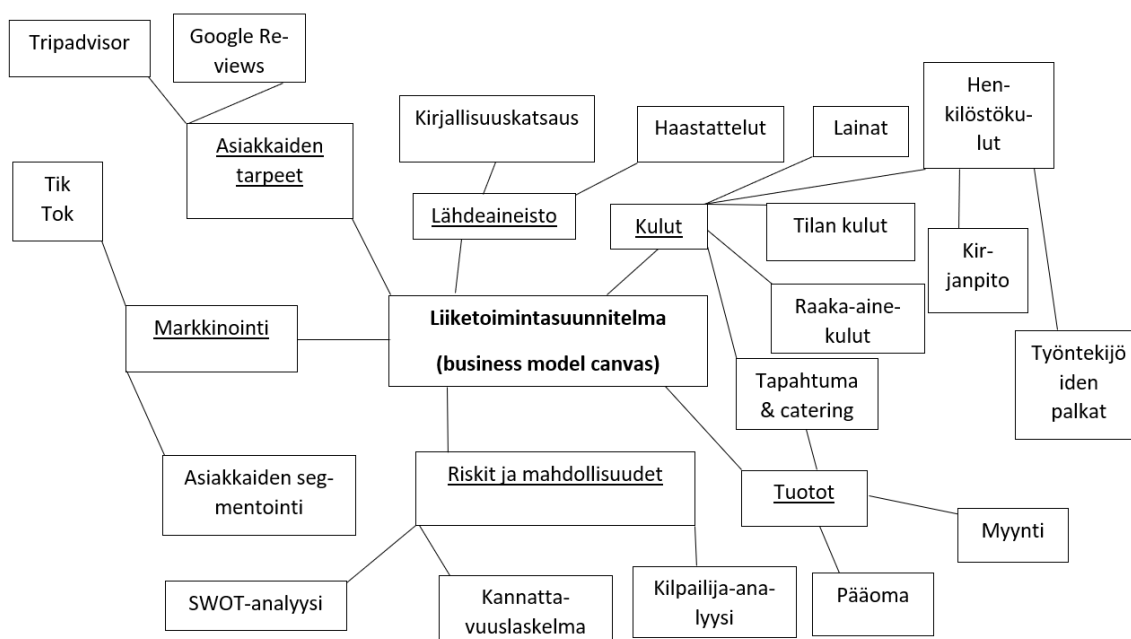 Tripadvisor
Google Re-
views
Asiakkaiden
tarpeet
Tik
Tok
Markkinointi
Asiakkaiden seg-
mentointi
Kirjallisuuskatsaus
Haastattelut
Lähdeaineisto
Liiketoimintasuunnitelma
(business model canvas)
Kulut
Lainat
Hen-
kilöstöku-
lut
Tilan kulut
Kir-
janpito
Raaka-aine-
kulut
Työntekijö
iden
palkat
Tapahtuma
& catering
Riskit ja mahdollisuudet
SWOT-analyysi
Kannatta-
vuuslaskelma
Kilpailija-ana-
lyysi
Tuotot
Myynti
Pääoma